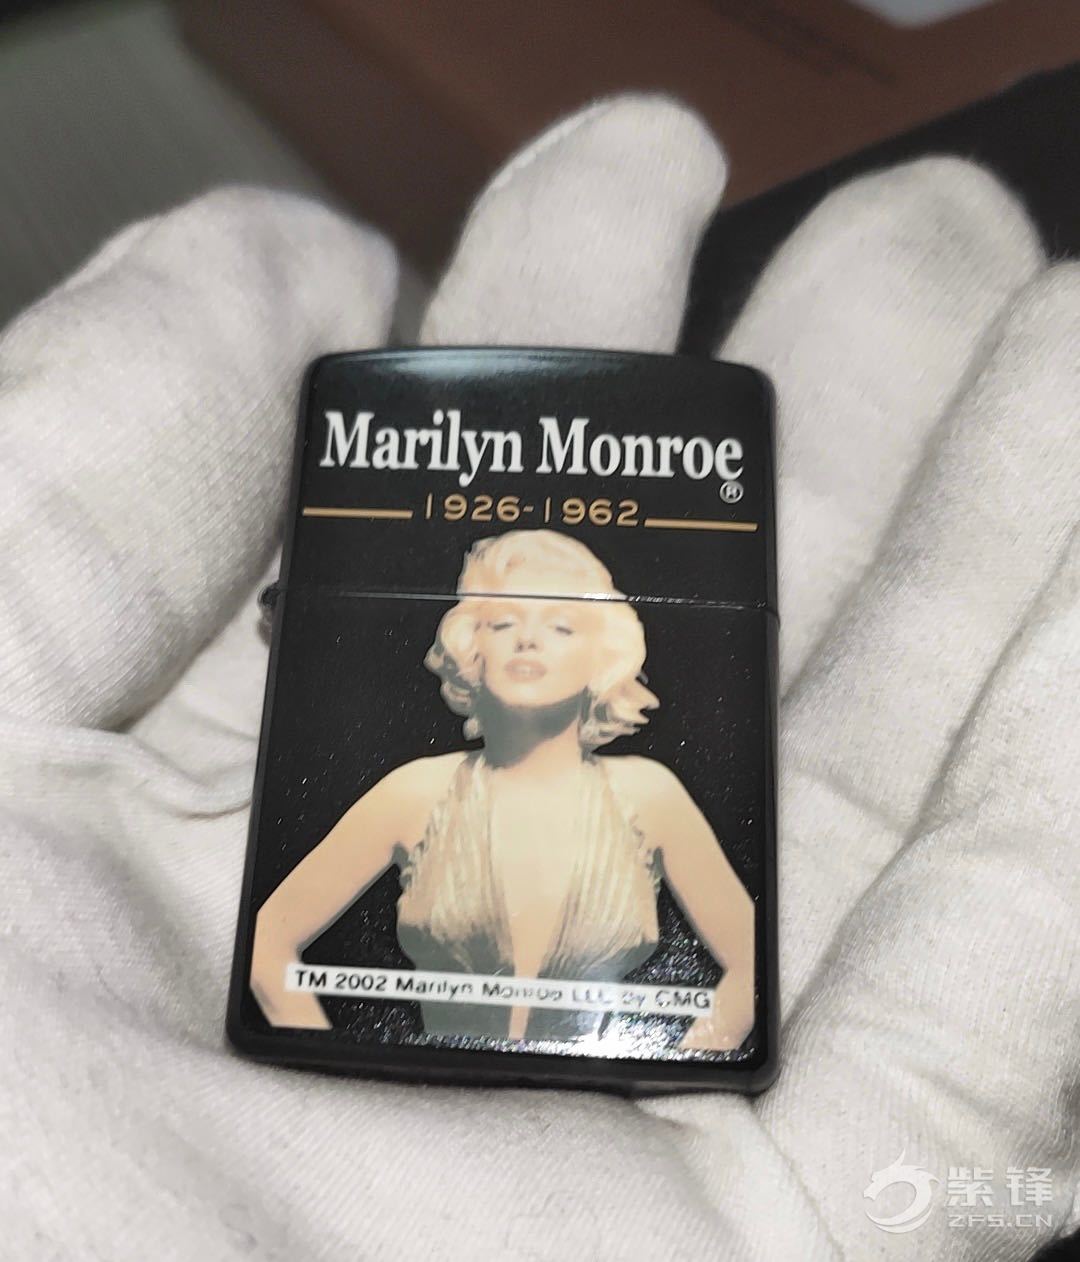 Marilyn Monroe
®
1926-1962
TM 2002 Marilyn Monroe LLC By CMG
紫锋
ZFS.CN